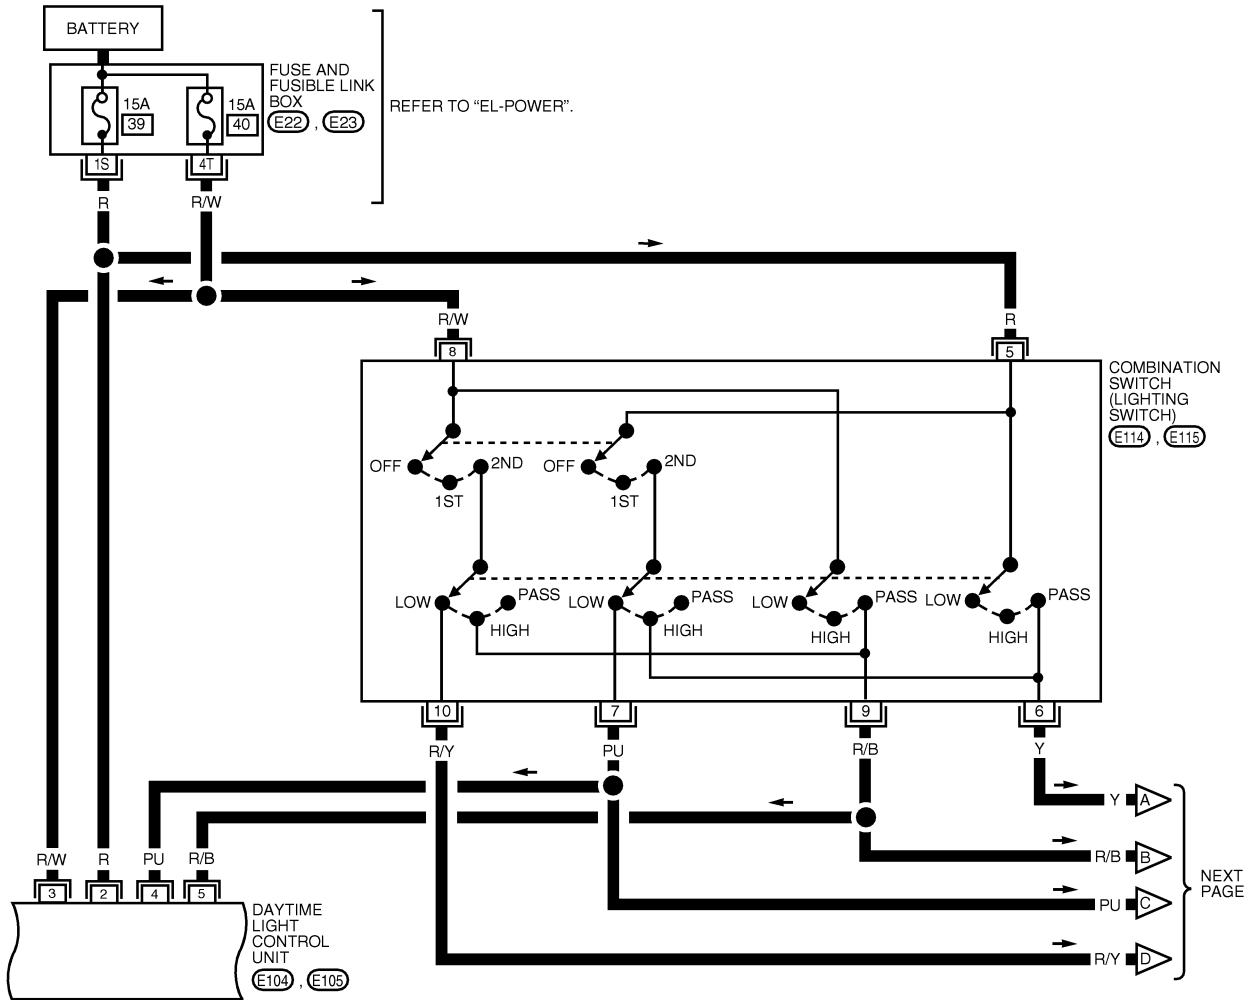 BATTERY
FUSE AND
FUSIBLE LINK
BOX
E22 , E23
15A
39
15A
40
REFER TO “EL-POWER”.
1S
4T
R
R/W
R/W
R
8
5
COMBINATION
SWITCH
(LIGHTING
SWITCH)
E114 , E115
OFF
1ST
2ND
OFF
1ST
2ND
LOW
HIGH
PASS
LOW
HIGH
PASS
LOW
HIGH
PASS
LOW
HIGH
PASS
10
7
9
6
R/Y
PU
R/B
Y
Y
A
R/B
B
PU
C
R/Y
D
NEXT
PAGE
R/W
R
PU
R/B
3
2
4
5
DAYTIME
LIGHT
CONTROL
UNIT
E104 , E105